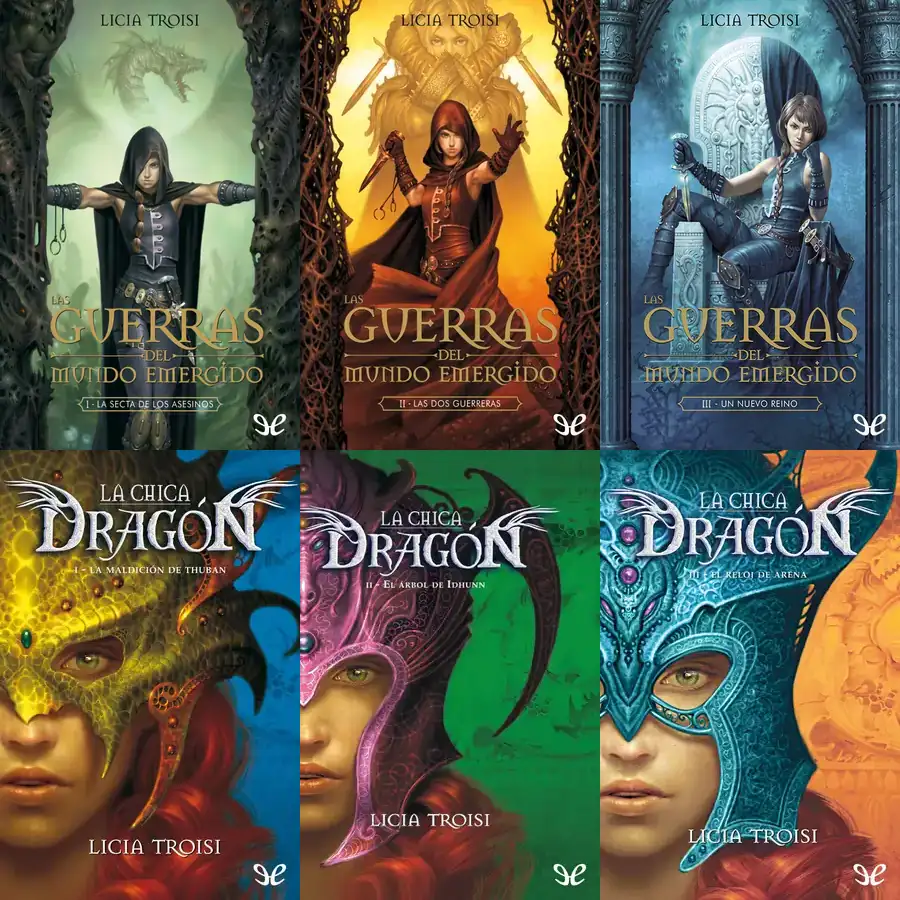 LICIA TROISI
LAS
GUERRAS
DEL
MUNDO EMERGIDO
I - LA SECTA DE LOS ASESINOS
LICIA TROISI
LAS
GUERRAS
DEL
MUNDO EMERGIDO
II - LAS DOS GUERRERAS
LICIA TROISI
LAS
GUERRAS
DEL
MUNDO EMERGIDO
III - UN NUEVO REINO
LA CHICA
DRAGÓN
I - LA MALDICIÓN DE THUBAN
LICIA TROISI
LA CHICA
DRAGÓN
II - EL ÁRBOL DE IDHUNN
LICIA TROISI
LA CHICA
DRAGÓN
III - EL RELOJ DE ARENA
LICIA TROISI